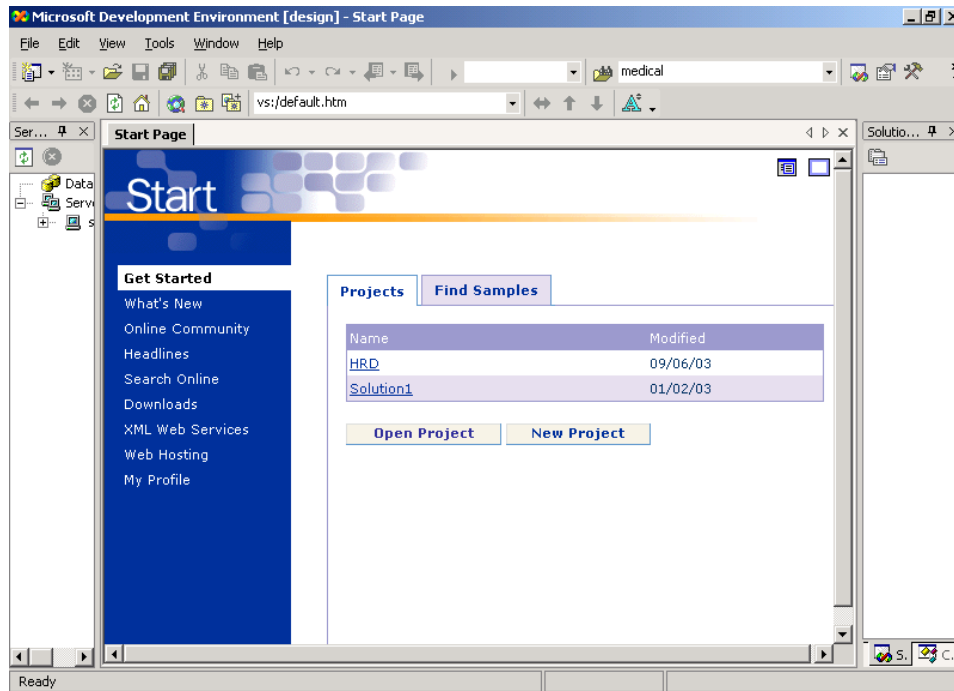 Microsoft Development Environment [design] - Start Page
File Edit View Tools Window Help
medical
vs:/default.htm
Ser... Start Page Solutio...
Data
Serv
s
Start
Get Started
What's New
Online Community
Headlines
Search Online
Downloads
XML Web Services
Web Hosting
My Profile
Projects Find Samples
Name Modified
HRD 09/06/03
Solution1 01/02/03
Open Project New Project
S. C.
Ready